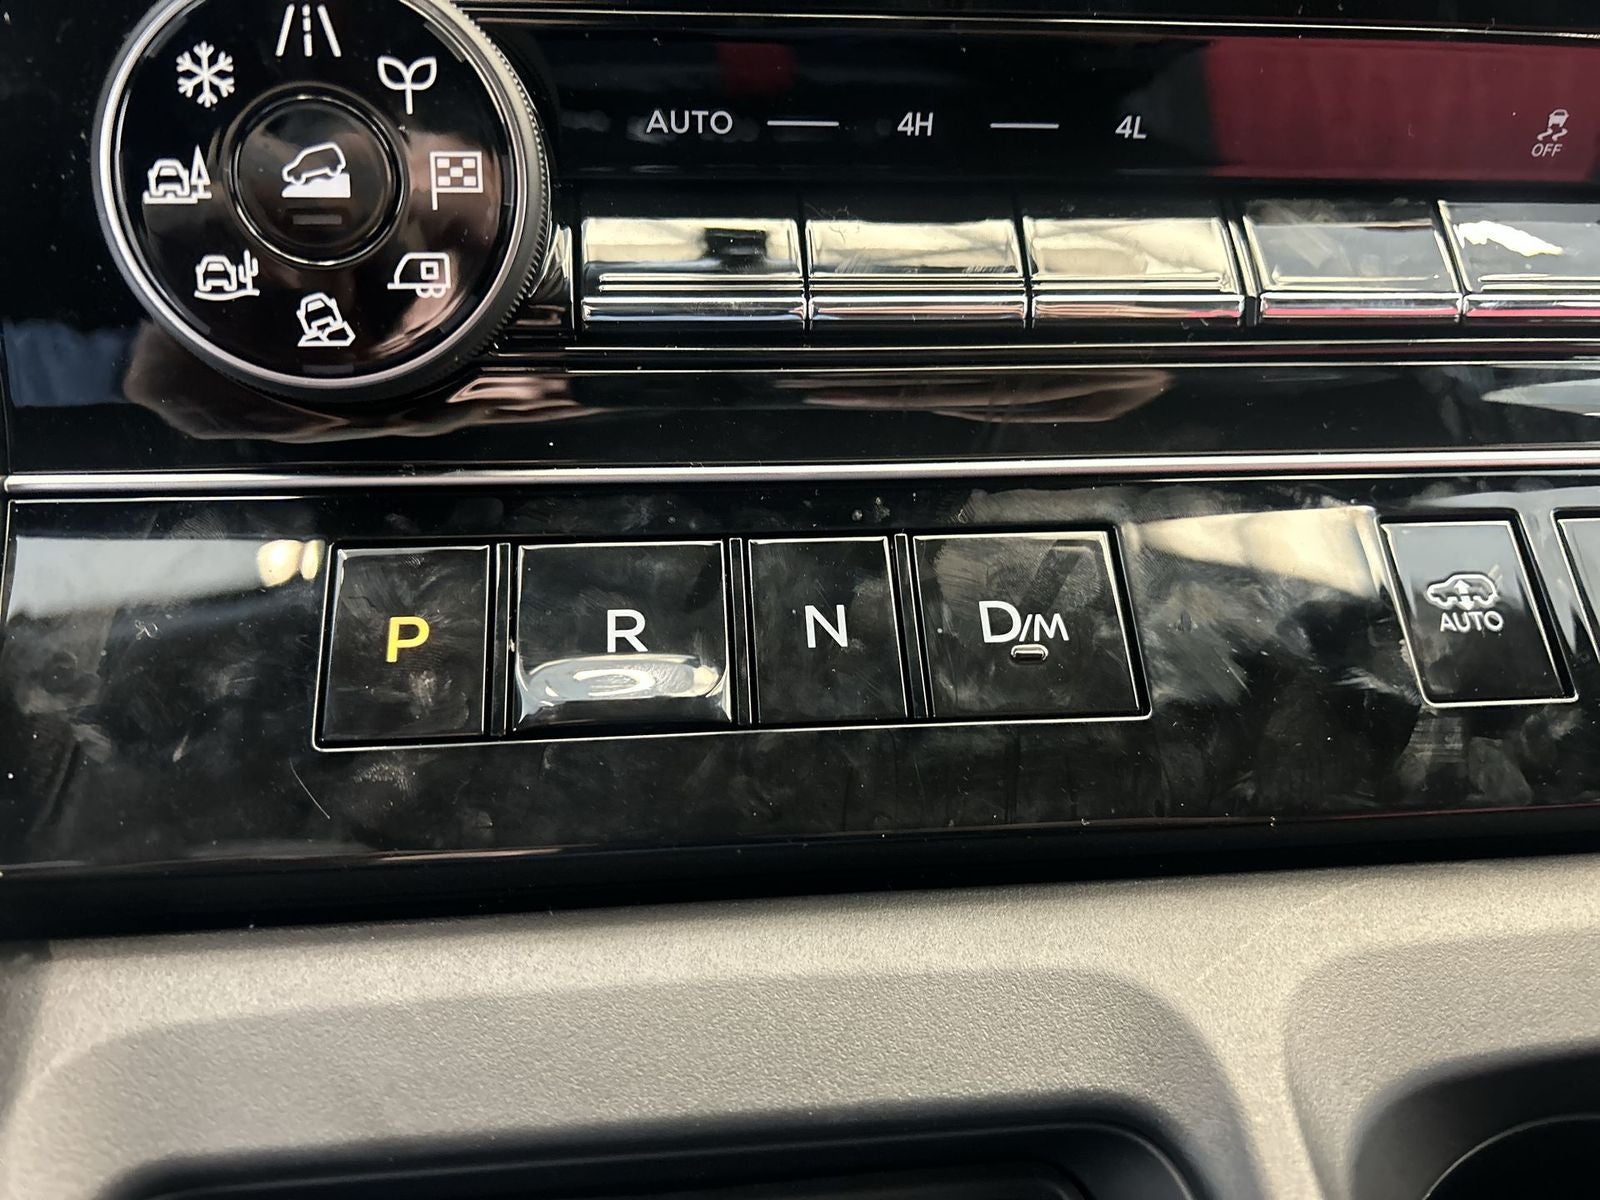 AUTO 4H 4L
OFF
P R N D/M
AUTO